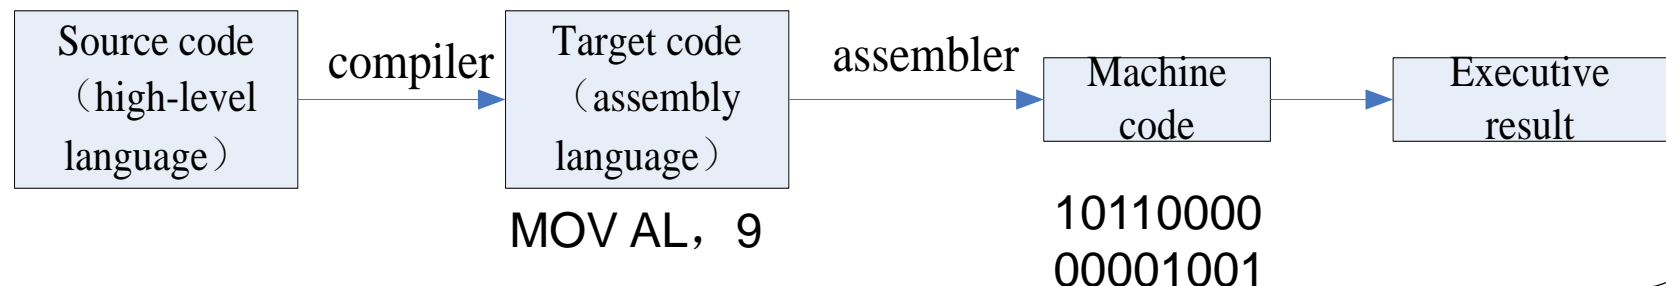 Source code
（high-level
language）
compiler
Target code
（assembly
language）
assembler
Machine
code
Executive
result
MOV AL，9
10110000
00001001